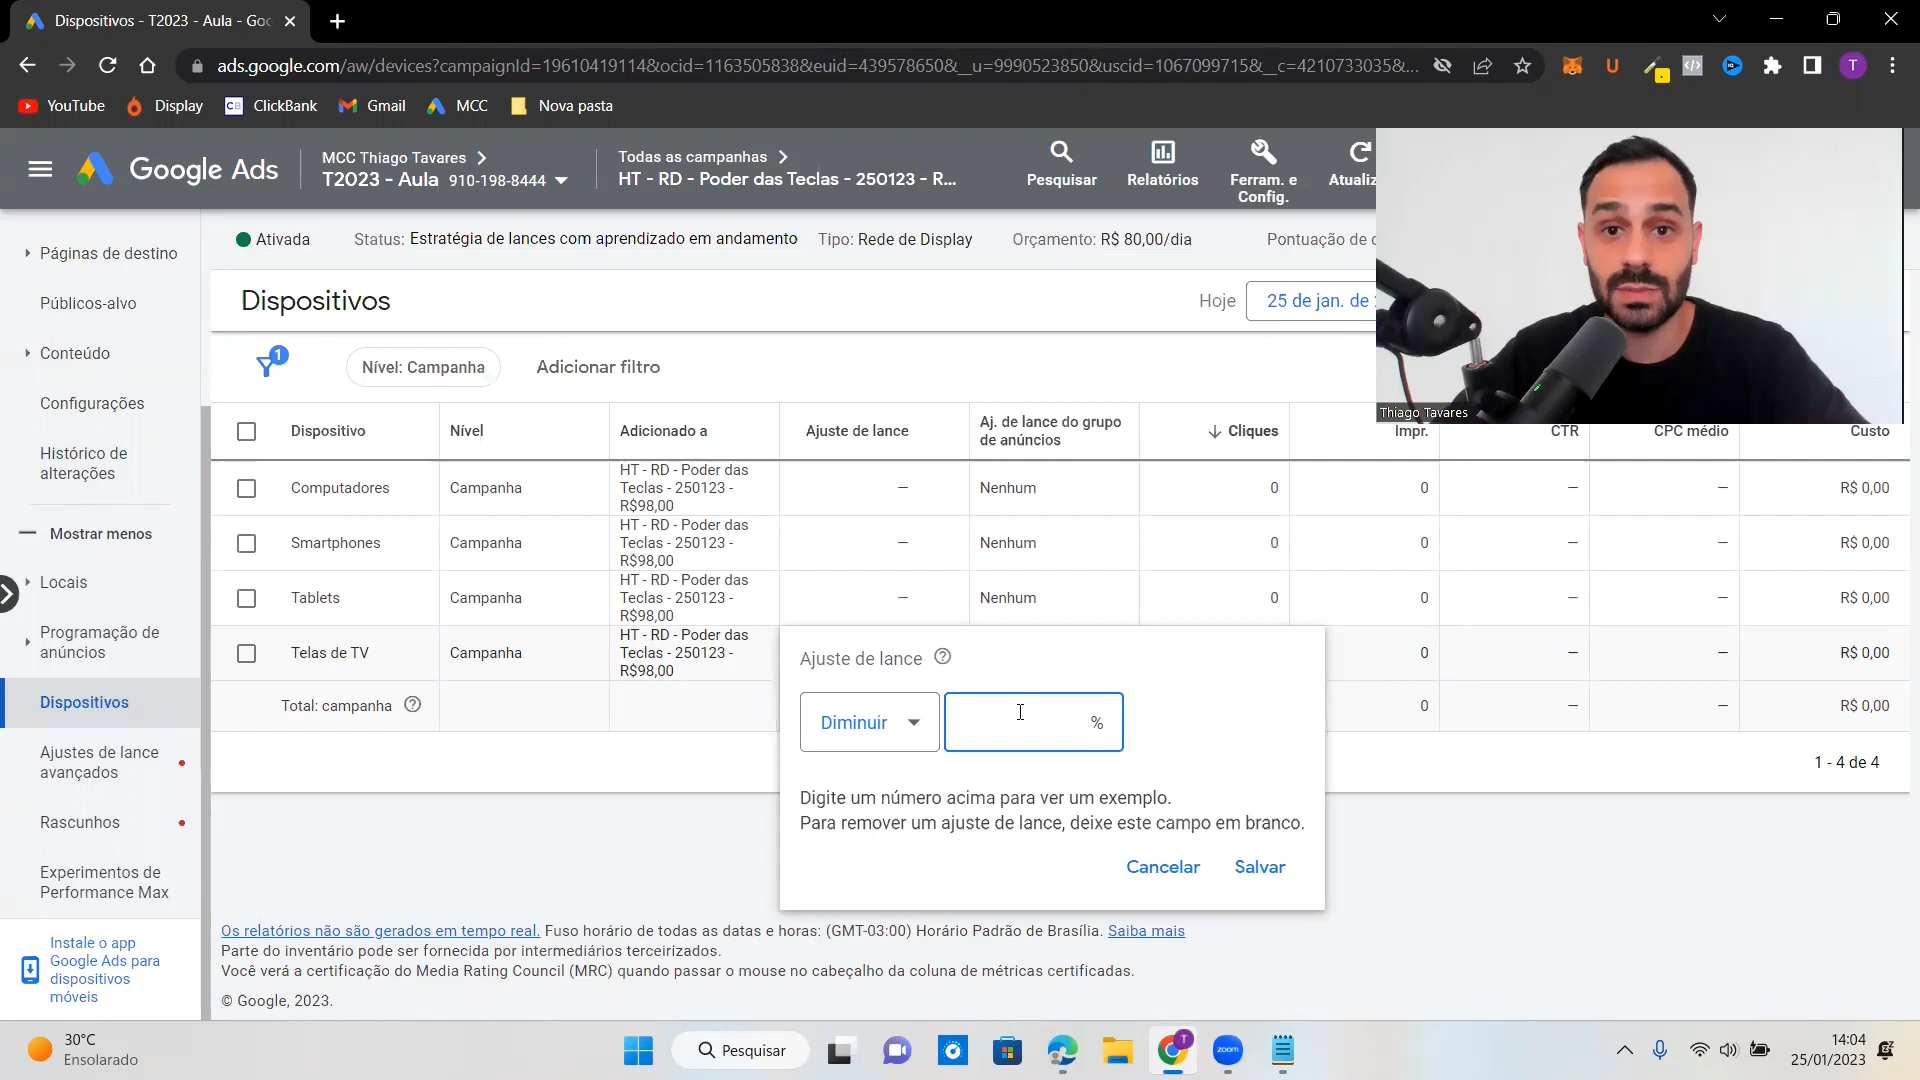 Dispositivos - T2023 - Aula - Goo
ads.google.com/aw/devices?campaignId=19610419114&ocid=1163505838&euid=439578650&__u=9990523850&uscid=1067099715&__c=4210733035&...
YouTube
Display
CB
ClickBank
Gmail
MCC
Nova pasta
U
T
Google Ads
MCC Thiago Tavares
T2023 - Aula 910-198-8444
Todas as campanhas
HT - RD - Poder das Teclas - 250123 - R...
Pesquisar
Relatórios
Ferram. e
Config.
Atualiz
Ativada
Status: Estratégia de lances com aprendizado em andamento
Tipo: Rede de Display
Orçamento: R$ 80,00/dia
Pontuação de
Dispositivos
Hoje
25 de jan. de
Thiago Tavares
1
Nível: Campanha
Adicionar filtro
Páginas de destino
Públicos-alvo
Conteúdo
Configurações
Histórico de
alterações
Mostrar menos
Locais
Programação de
anúncios
Dispositivos
Ajustes de lance
avançados
Rascunhos
Experimentos de
Performance Max
Instale o app
Google Ads para
dispositivos
móveis
Dispositivo
Nível
Adicionado a
Ajuste de lance
Aj. de lance do grupo
de anúncios
Cliques
Impr.
CTR
CPC médio
Custo
Computadores
Campanha
HT - RD - Poder das
Teclas - 250123 -
R$98,00
—
Nenhum
0
0
—
—
R$ 0,00
Smartphones
Campanha
HT - RD - Poder das
Teclas - 250123 -
R$98,00
—
Nenhum
0
0
—
—
R$ 0,00
Tablets
Campanha
HT - RD - Poder das
Teclas - 250123 -
R$98,00
—
Nenhum
0
0
—
—
R$ 0,00
Telas de TV
Campanha
HT - RD - Poder das
Teclas - 250123 -
R$98,00
0
—
—
R$ 0,00
Total: campanha
0
—
—
R$ 0,00
1 - 4 de 4
Ajuste de lance
Diminuir
%
Digite um número acima para ver um exemplo.
Para remover um ajuste de lance, deixe este campo em branco.
Cancelar
Salvar
Os relatórios não são gerados em tempo real. Fuso horário de todas as datas e horas: (GMT-03:00) Horário Padrão de Brasília. Saiba mais
Parte do inventário pode ser fornecida por intermediários terceirizados.
Você verá a certificação do Media Rating Council (MRC) quando passar o mouse no cabeçalho da coluna de métricas certificadas.
© Google, 2023.
30°C
Ensolarado
Pesquisar
T
zoom
14:04
25/01/2023